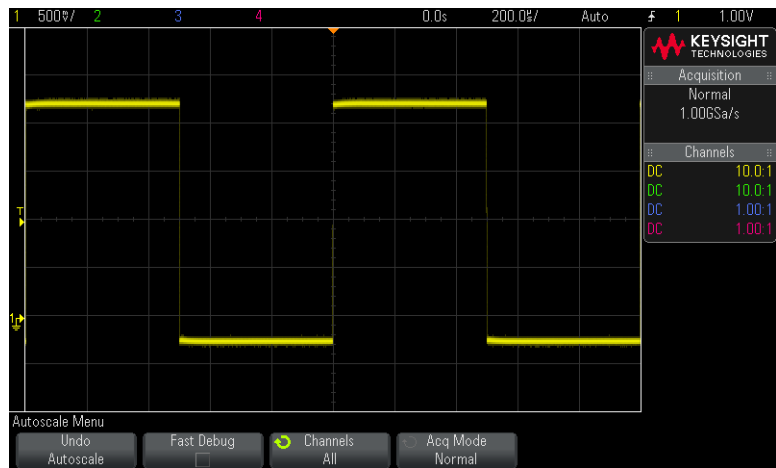 1 500mV/ 2 3 4 0.0s 200.0µs/ Auto 1 1.00V
KEYSIGHT
TECHNOLOGIES
Acquisition
Normal
1.00GSa/s
Channels
DC 10.0:1
DC 10.0:1
DC 1.00:1
DC 1.00:1
T
1
Autoscale Menu
Undo
Autoscale
Fast Debug
Channels
All
Acq Mode
Normal